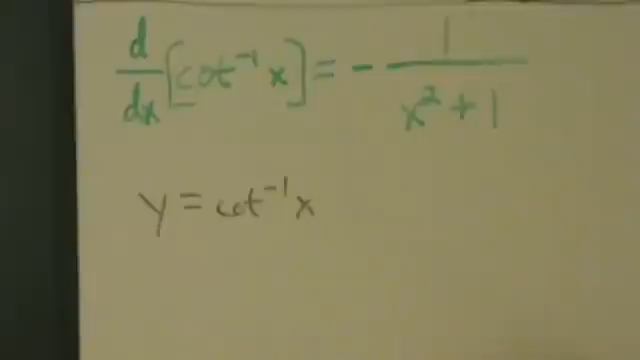 d/dx [cot⁻¹ x] = - 1/(x² + 1)
y = cot⁻¹ x